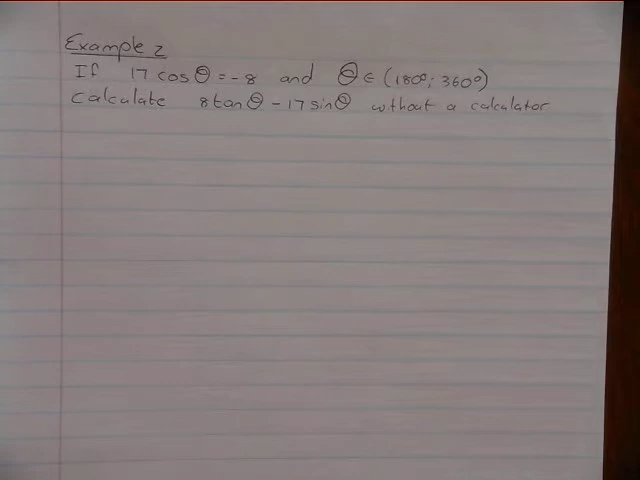 Example 2
If 17 cos θ = -8 and θ ∈ (180°; 360°)
Calculate 8 tan θ - 17 sin θ without a calculator